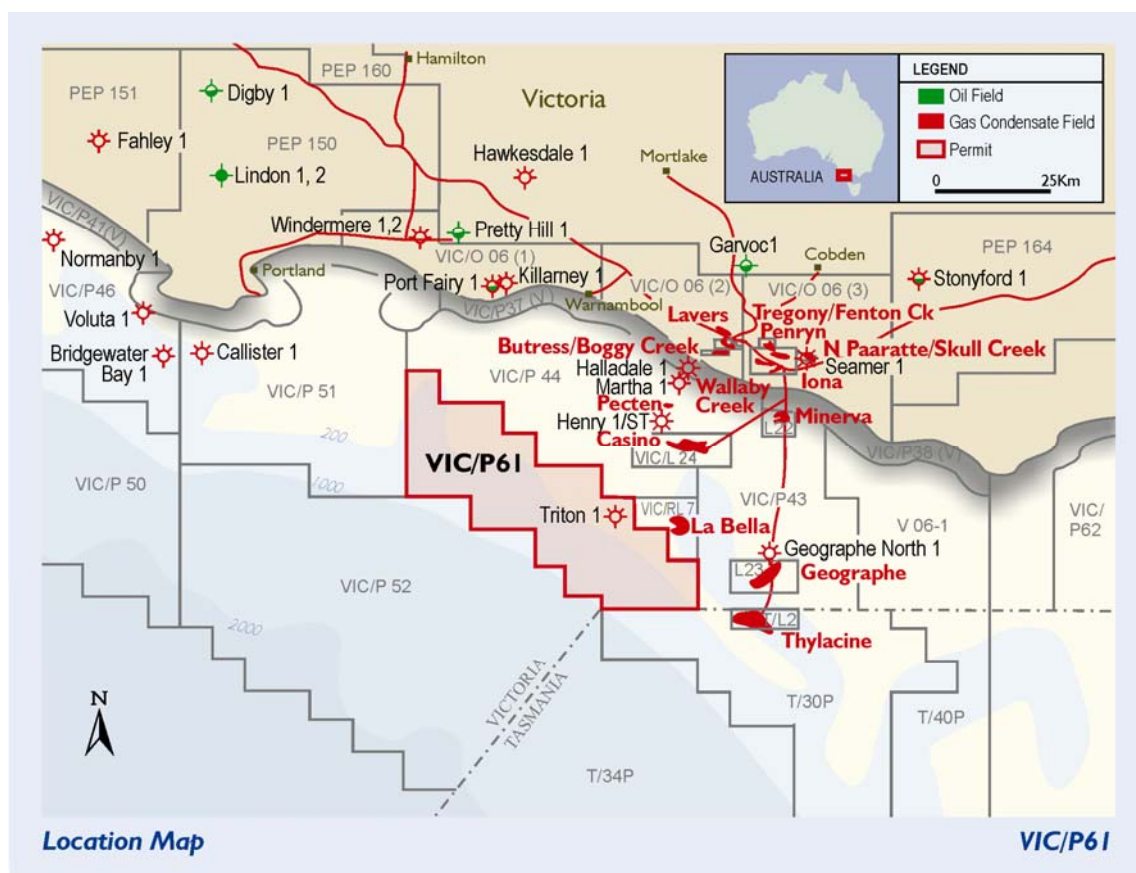 Hamilton
PEP 160
PEP 151
Digby 1
Victoria
Fahley 1
PEP 150
Hawkesdale 1
Mortlake
Lindon 1, 2
AUSTRALIA
LEGEND
Oil Field
Gas Condensate Field
Permit
0 25Km
VIC/P41(V)
Windermere 1,2
Pretty Hill 1
Garvoc1
Cobden
PEP 164
Normanby 1
VIC/O 06 (1)
Portland
Port Fairy 1
Killarney 1
VIC/O 06 (2)
VIC/O 06 (3)
Stonyford 1
VIC/P46
VIC/P37 (V)
Warnambool
Voluta 1
Lavers
Tregony/Fenton Ck
Penryn
Bridgewater
Bay 1
Callister 1
Butress/Boggy Creek
N Paaratte/Skull Creek
Halladale 1
Seamer 1
VIC/P 44
Martha 1
Wallaby
Creek
Iona
VIC/P 51
Pecten
Minerva
Henry 1/ST
L22
200
Casino
VIC/P38 (V)
VIC/P61
VIC/L 24
VIC/P 50
1000
VIC/P43
Triton 1
VIC/RL 7
La Bella
V 06-1
VIC/
P62
Geographe North 1
VIC/P 52
L23
Geographe
2000
T/L2
Thylacine
N
VICTORIA
TASMANIA
T/30P
T/40P
T/34P
Location Map
VIC/P61